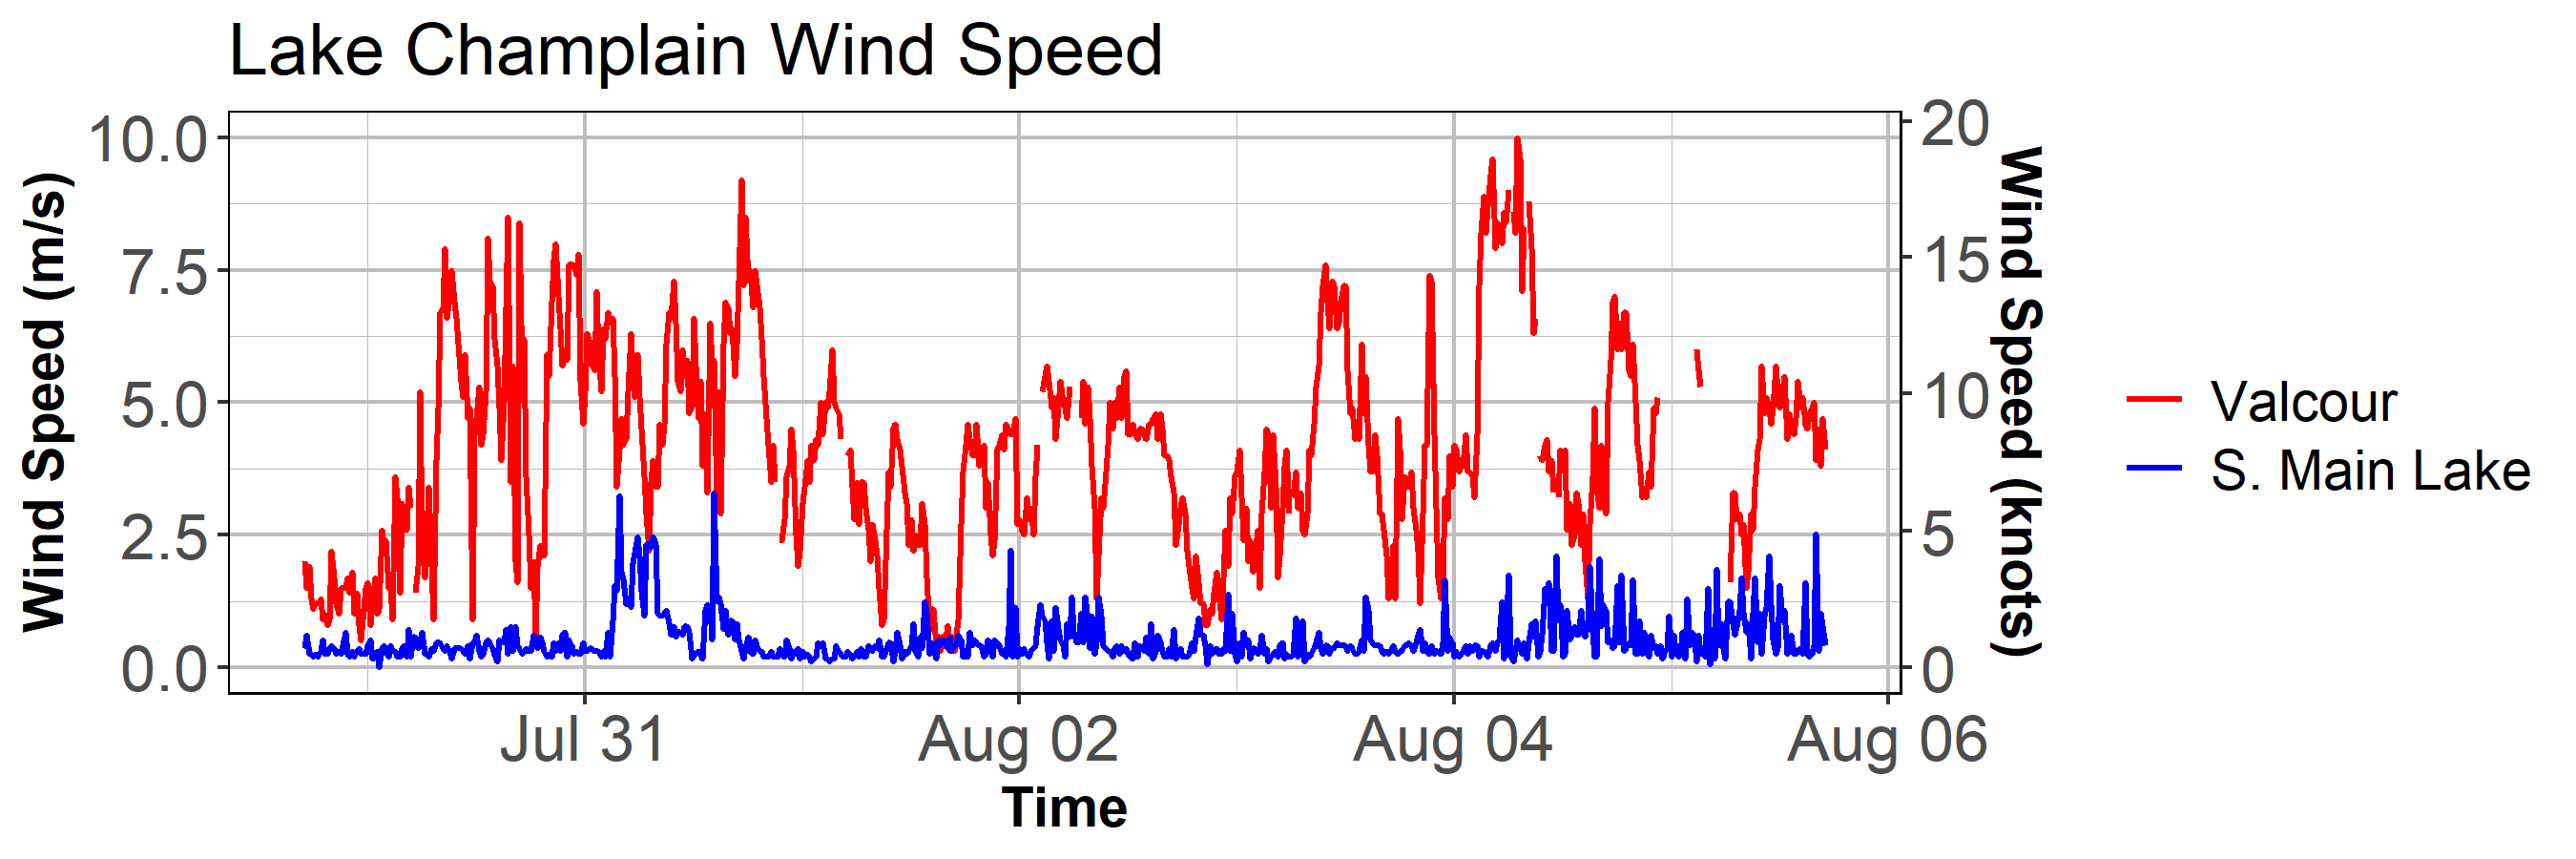 Lake Champlain Wind Speed
10.0
7.5
5.0
2.5
0.0
Wind Speed (m/s)
20
15
10
5
0
Wind Speed (knots)
Jul 31
Aug 02
Aug 04
Aug 06
Time
Valcour
S. Main Lake